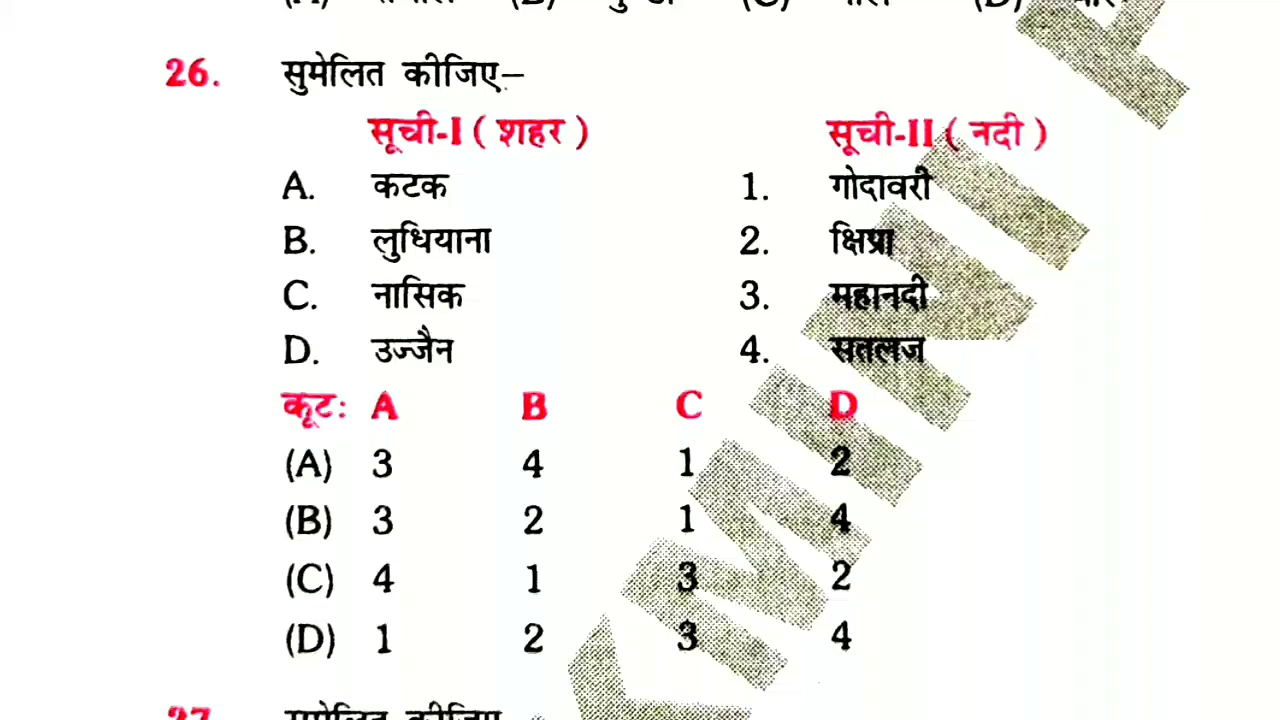 (A) (B) (C) (D)
26. सुमेलित कीजिए–
सूची-I ( शहर ) सूची-II ( नदी )
A. कटक 1. गोदावरी
B. लुधियाना 2. क्षिप्रा
C. नासिक 3. महानदी
D. उज्जैन 4. सतलज
कूटः A B C D
(A) 3 4 1 2
(B) 3 2 1 4
(C) 4 1 3 2
(D) 1 2 3 4
27. सुमेलित कीजिए–